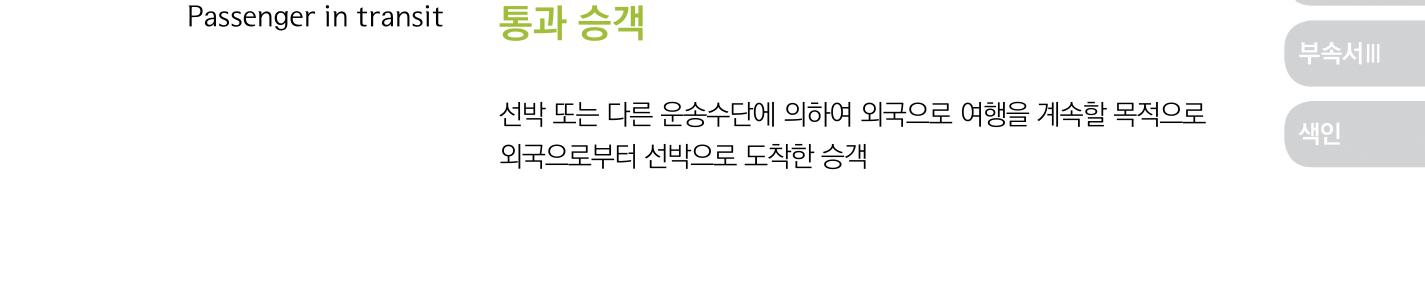 Passenger in transit
통과 승객
선박 또는 다른 운송수단에 의하여 외국으로 여행을 계속할 목적으로
외국으로부터 선박으로 도착한 승객
부속서Ⅲ
색인